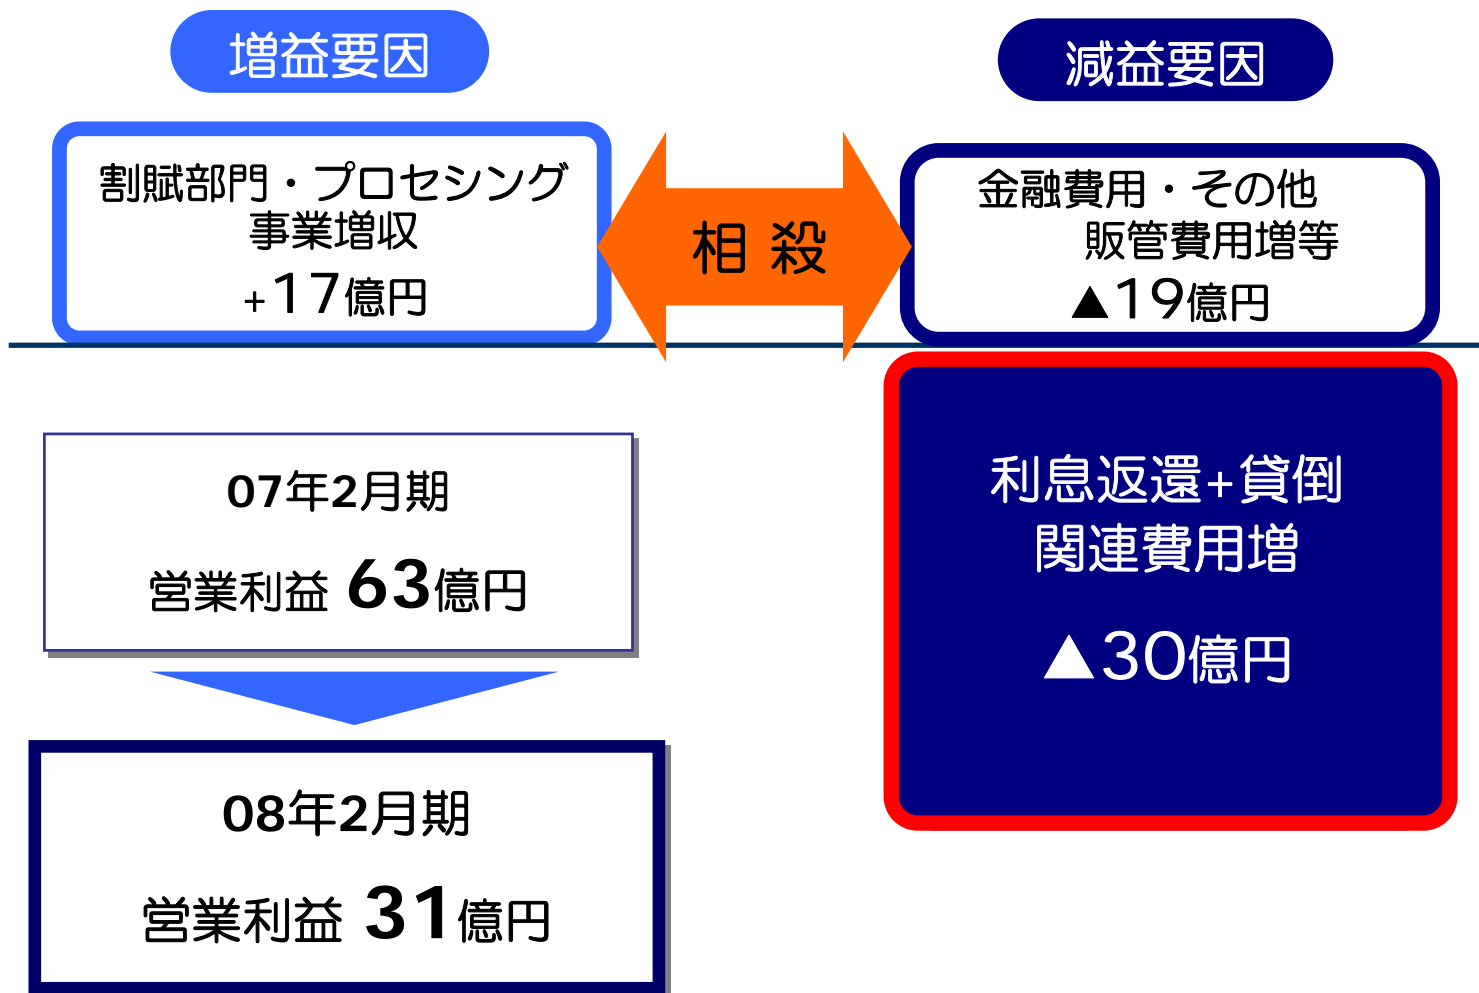 増益要因
割賦部門・プロセシング
事業増収
+17億円
相 殺
減益要因
金融費用・その他
販管費用増等
▲19億円
利息返還+貸倒
関連費用増
▲30億円
07年2月期
営業利益 63億円
08年2月期
営業利益 31億円